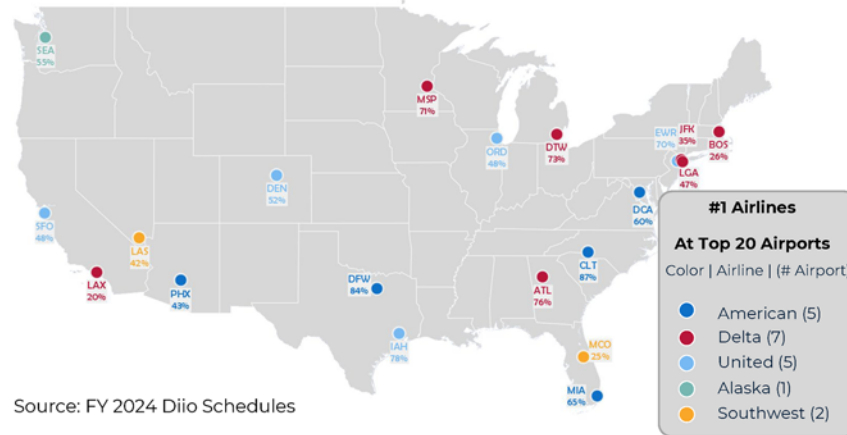 SEA
55%
MSP
71%
ORD
48%
DTW
73%
EWR
70%
JFK
35%
BOS
26%
LGA
47%
DEN
52%
SFO
48%
LAS
42%
LAX
20%
PHX
43%
DFW
84%
IAH
78%
DCA
60%
CLT
87%
ATL
76%
MCO
25%
MIA
65%
#1 Airlines
At Top 20 Airports
Color | Airline | (# Airport)
American (5)
Delta (7)
United (5)
Alaska (1)
Southwest (2)
Source: FY 2024 Diio Schedules